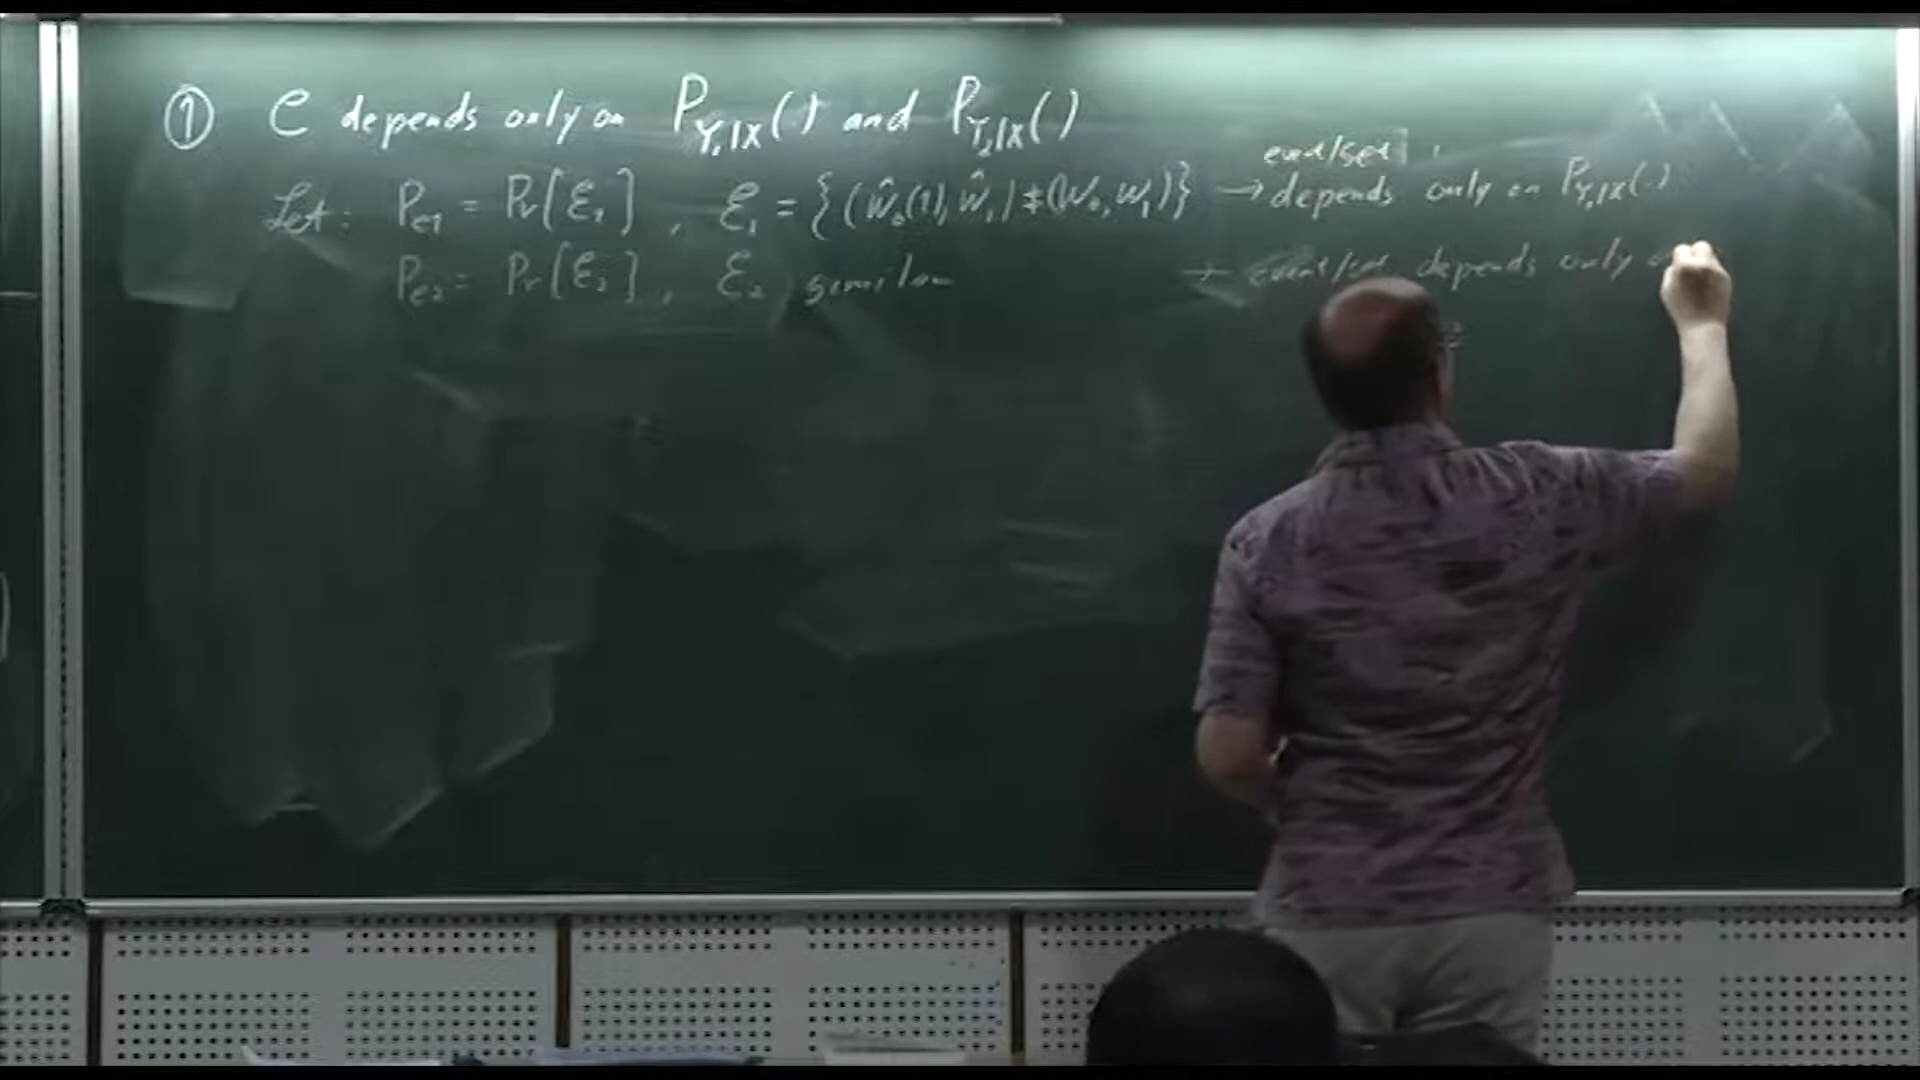 ① C depends only on P_{Y_1|X}(·) and P_{Y_2|X}()
event/set
Let: P_{e1} = Pr[ℰ_1], ℰ_1 = {(Ŵ_0(1), Ŵ_1) ≠ (W_0, W_1)} → depends only on P_{Y_1|X}(·)
P_{e2} = Pr[ℰ_2], ℰ_2 similar → event/set depends only